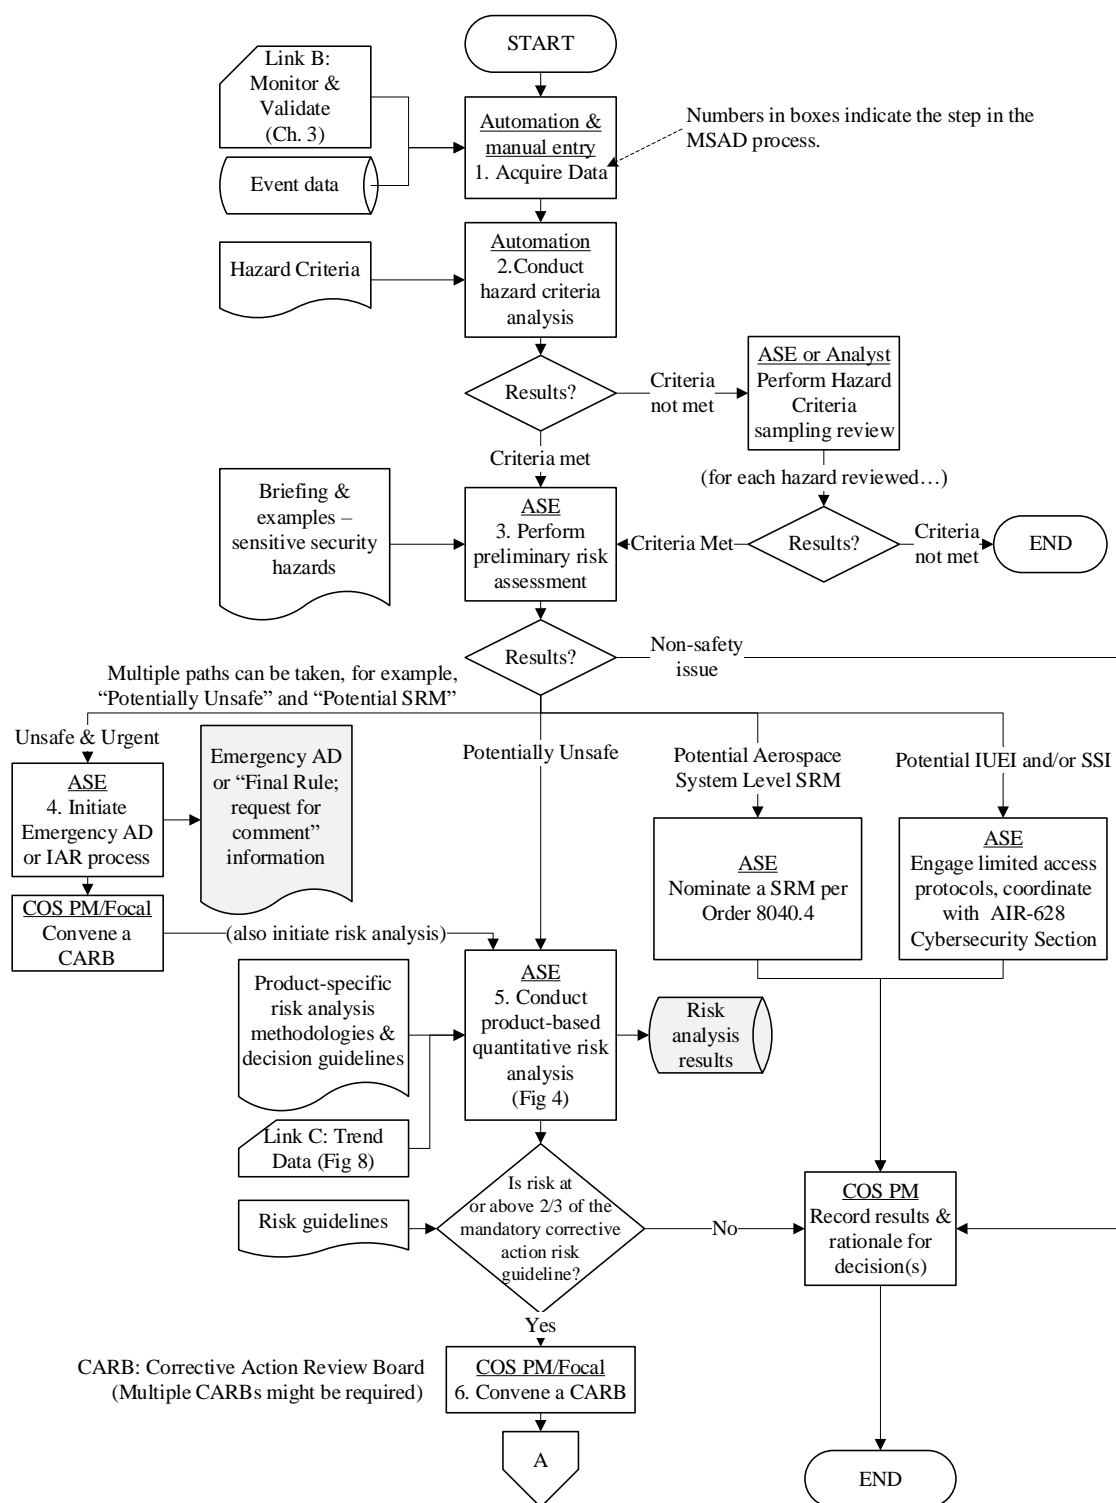 START
Link B:
Monitor &
Validate
(Ch. 3)
Event data
Automation &
manual entry
1. Acquire Data
Numbers in boxes indicate the step in the
MSAD process.
Hazard Criteria
Automation
2.Conduct
hazard criteria
analysis
Results?
Criteria
not met
ASE or Analyst
Perform Hazard
Criteria
sampling review
Criteria met
(for each hazard reviewed…)
Briefing &
examples –
sensitive security
hazards
ASE
3. Perform
preliminary risk
assessment
Criteria Met
Results?
Criteria
not met
END
Results?
Non-safety
issue
Multiple paths can be taken, for example,
“Potentially Unsafe” and “Potential SRM”
Unsafe & Urgent
Potentially Unsafe
Potential Aerospace
System Level SRM
Potential IUEI and/or SSI
ASE
4. Initiate
Emergency AD
or IAR process
Emergency AD
or “Final Rule;
request for
comment”
information
ASE
Nominate a SRM per
Order 8040.4
ASE
Engage limited access
protocols, coordinate
with AIR-628
Cybersecurity Section
COS PM/Focal
Convene a
CARB
(also initiate risk analysis)
Product-specific
risk analysis
methodologies &
decision guidelines
ASE
5. Conduct
product-based
quantitative risk
analysis
(Fig 4)
Risk
analysis
results
Link C: Trend
Data (Fig 8)
Risk guidelines
Is risk at
or above 2/3 of the
mandatory corrective
action risk
guideline?
No
COS PM
Record results &
rationale for
decision(s)
Yes
CARB: Corrective Action Review Board
(Multiple CARBs might be required)
COS PM/Focal
6. Convene a CARB
A
END